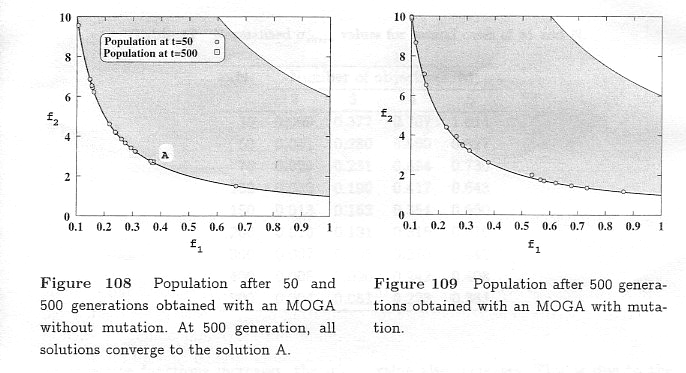 10
8
6
4
2
0
f2
Population at t=50
Population at t=500
A
0.1 0.2 0.3 0.4 0.5 0.6 0.7 0.8 0.9 1
f1
10
8
6
4
2
0
f2
0.1 0.2 0.3 0.4 0.5 0.6 0.7 0.8 0.9 1
f1
Figure 108 Population after 50 and
500 generations obtained with an MOGA
without mutation. At 500 generation, all
solutions converge to the solution A.
Figure 109 Population after 500 genera-
tions obtained with an MOGA with muta-
tion.